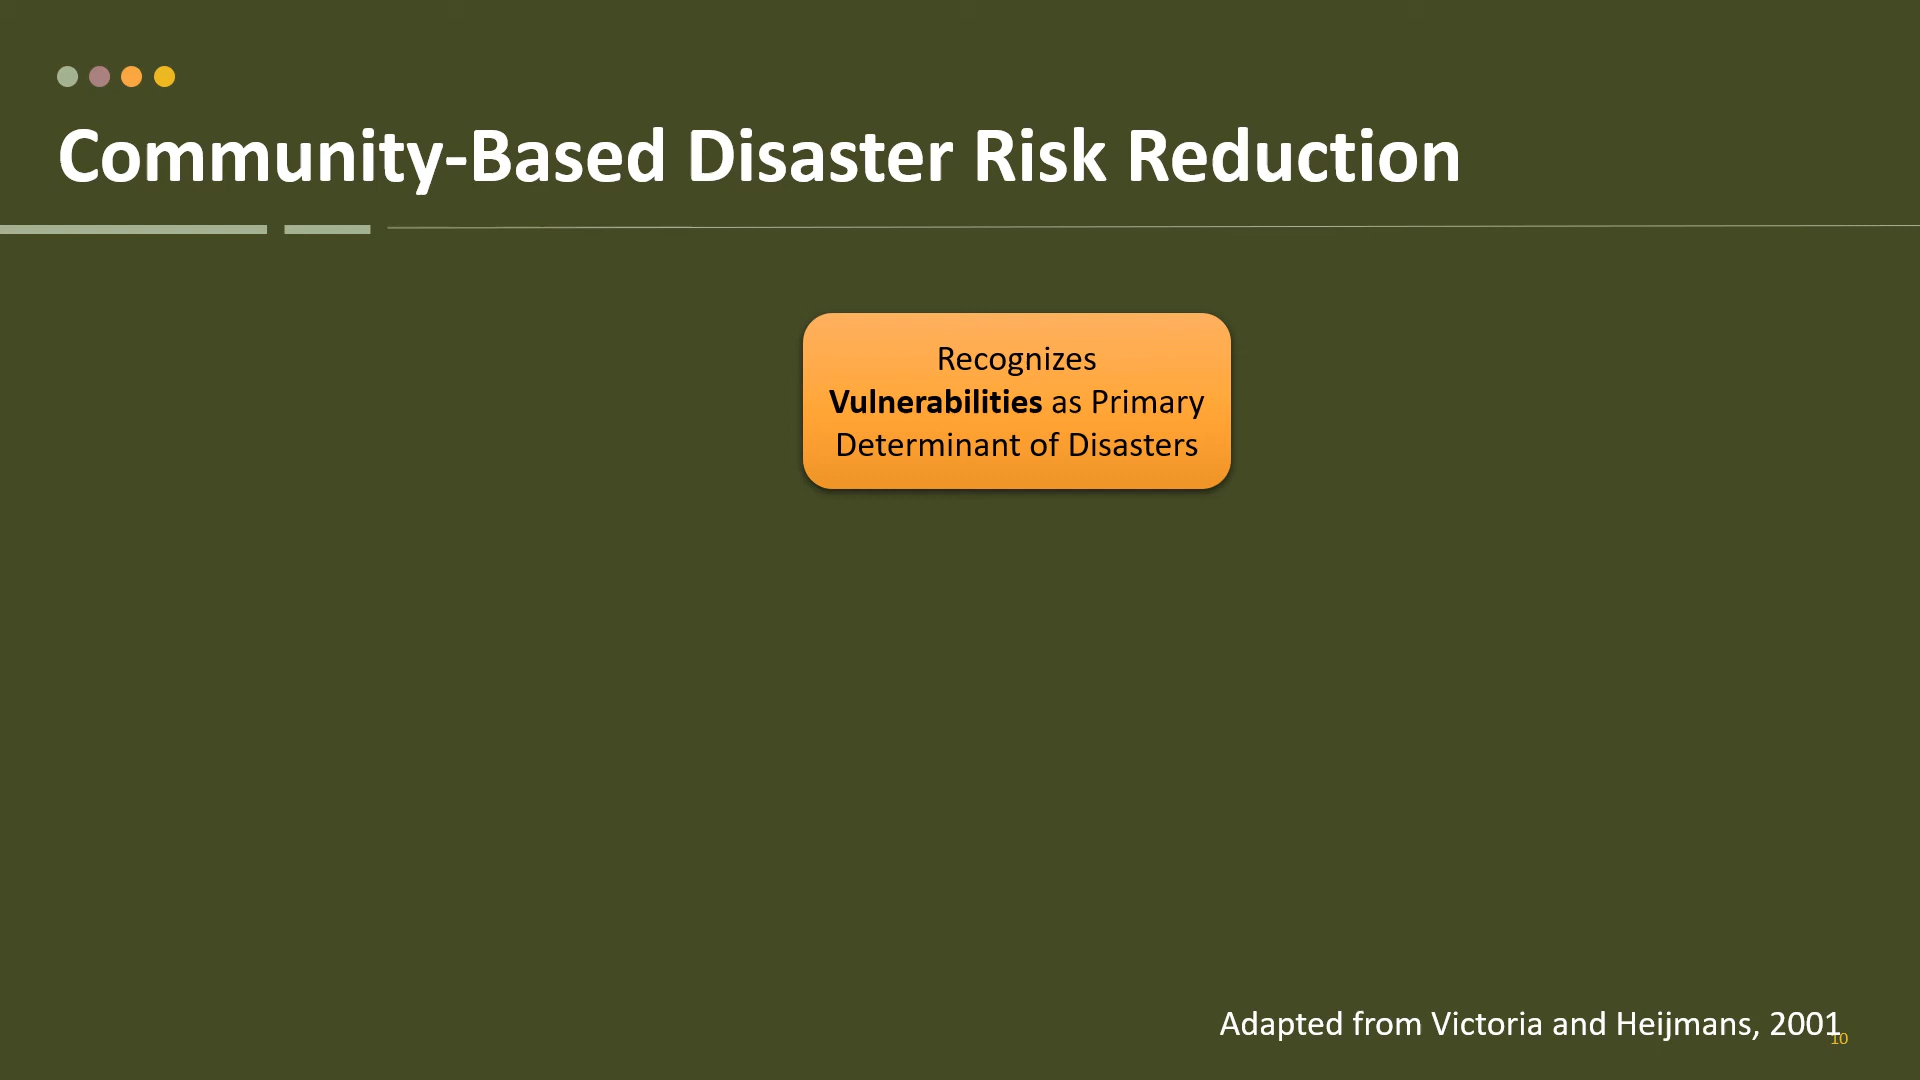 Community-Based Disaster Risk Reduction
Recognizes
Vulnerabilities as Primary
Determinant of Disasters
Adapted from Victoria and Heijmans, 2001
10